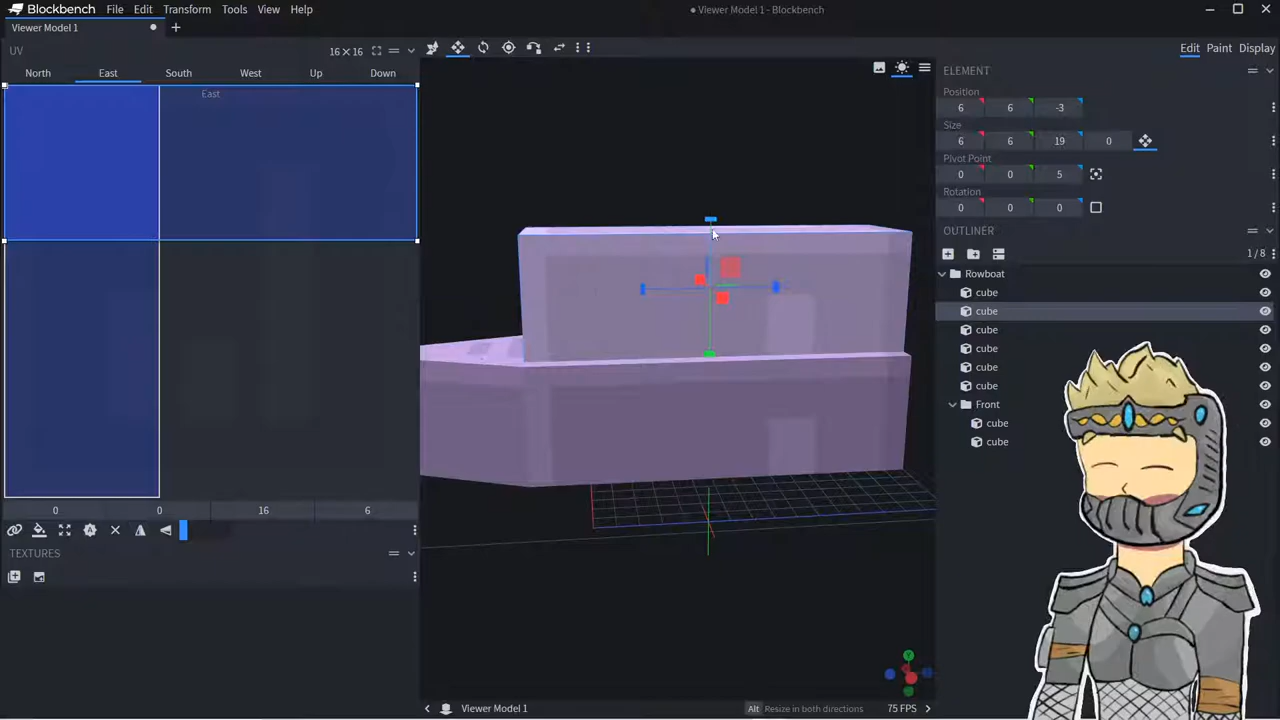 Blockbench File Edit Transform Tools View Help
Viewer Model 1 - Blockbench
Viewer Model 1
UV
16×16
North East South West Up Down
East
0 0 16 6
TEXTURES
Edit Paint Display
ELEMENT
Position
6 6 -3
Size
6 6 19 0
Pivot Point
0 0 5
Rotation
0 0 0
OUTLINER
1/8
Rowboat
cube
cube
cube
cube
cube
cube
Front
cube
cube
Viewer Model 1
Alt Resize in both directions
75 FPS